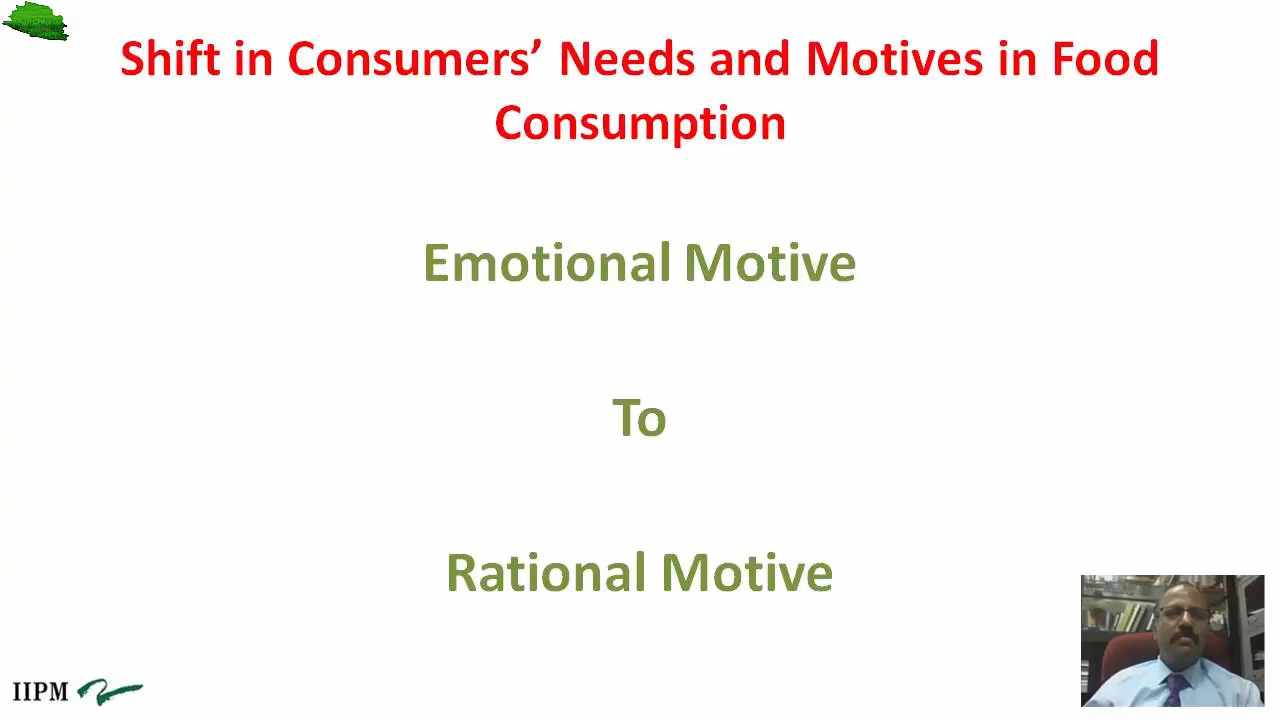 Shift in Consumers’ Needs and Motives in Food
Consumption
Emotional Motive
To
Rational Motive
IIPM